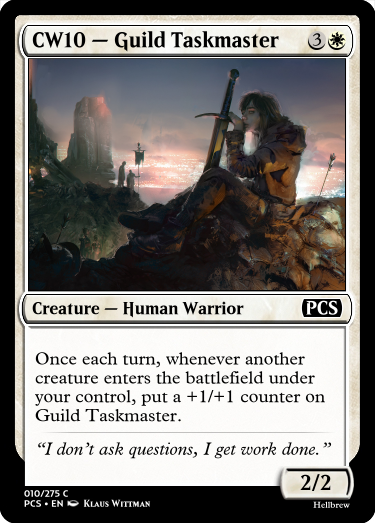 CW10 — Guild Taskmaster 3
Creature — Human Warrior PCS
Once each turn, whenever another
creature enters the battlefield under
your control, put a +1/+1 counter on
Guild Taskmaster.
“I don’t ask questions, I get work done.”
2/2
010/275 C
PCS • EN Klaus Wittman
Hellbrew